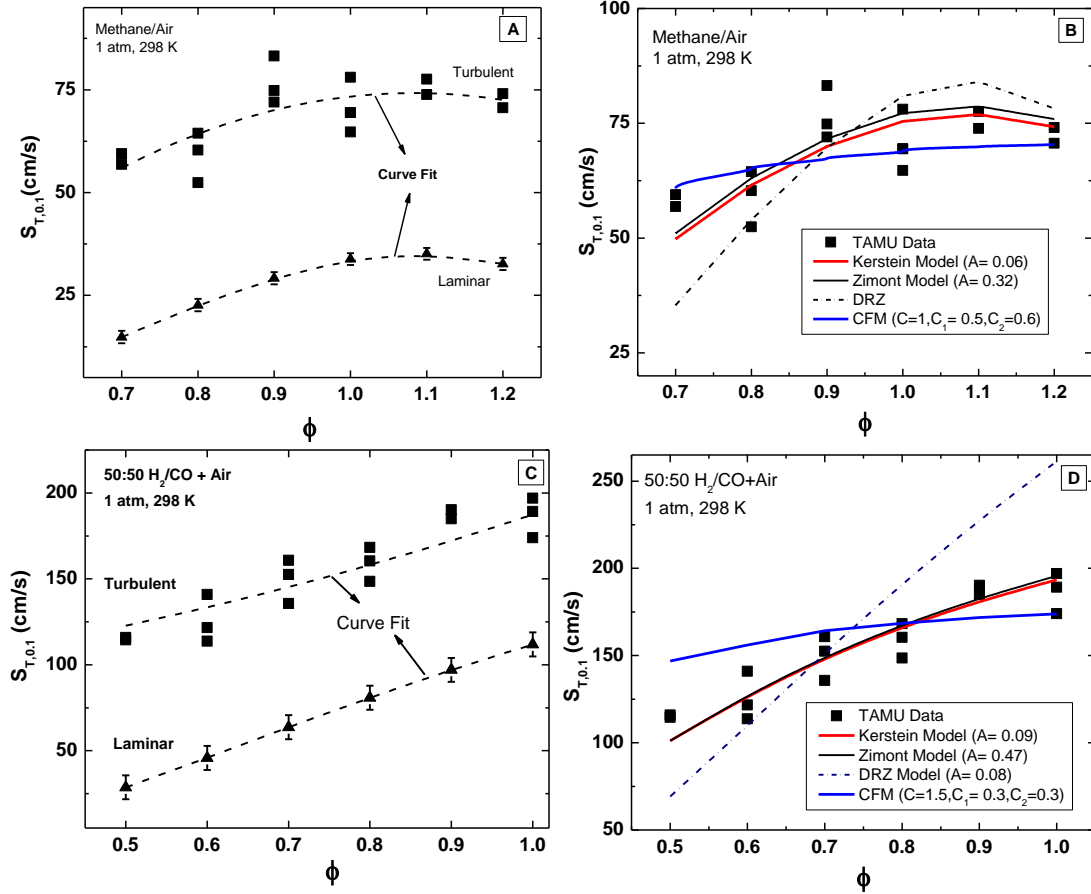 Methane/Air
1 atm, 298 K
A
Turbulent
Curve Fit
Laminar
100
75
50
25
S_T,0.1 (cm/s)
0.7 0.8 0.9 1.0 1.1 1.2
ϕ
Methane/Air
1 atm, 298 K
B
100
75
50
25
S_T,0.1 (cm/s)
TAMU Data
Kerstein Model (A= 0.06)
Zimont Model (A= 0.32)
DRZ
CFM (C=1,C₁= 0.5,C₂=0.6)
0.7 0.8 0.9 1.0 1.1 1.2
ϕ
50:50 H₂/CO + Air
1 atm, 298 K
C
Turbulent
Curve Fit
Laminar
200
150
100
50
S_T,0.1 (cm/s)
0.5 0.6 0.7 0.8 0.9 1.0
ϕ
50:50 H₂/CO+Air
1 atm, 298 K
D
250
200
150
100
50
S_T,0.1 (cm/s)
TAMU Data
Kerstein Model (A= 0.09)
Zimont Model (A= 0.47)
DRZ Model (A= 0.08)
CFM (C=1.5,C₁= 0.3,C₂=0.3)
0.5 0.6 0.7 0.8 0.9 1.0
ϕ